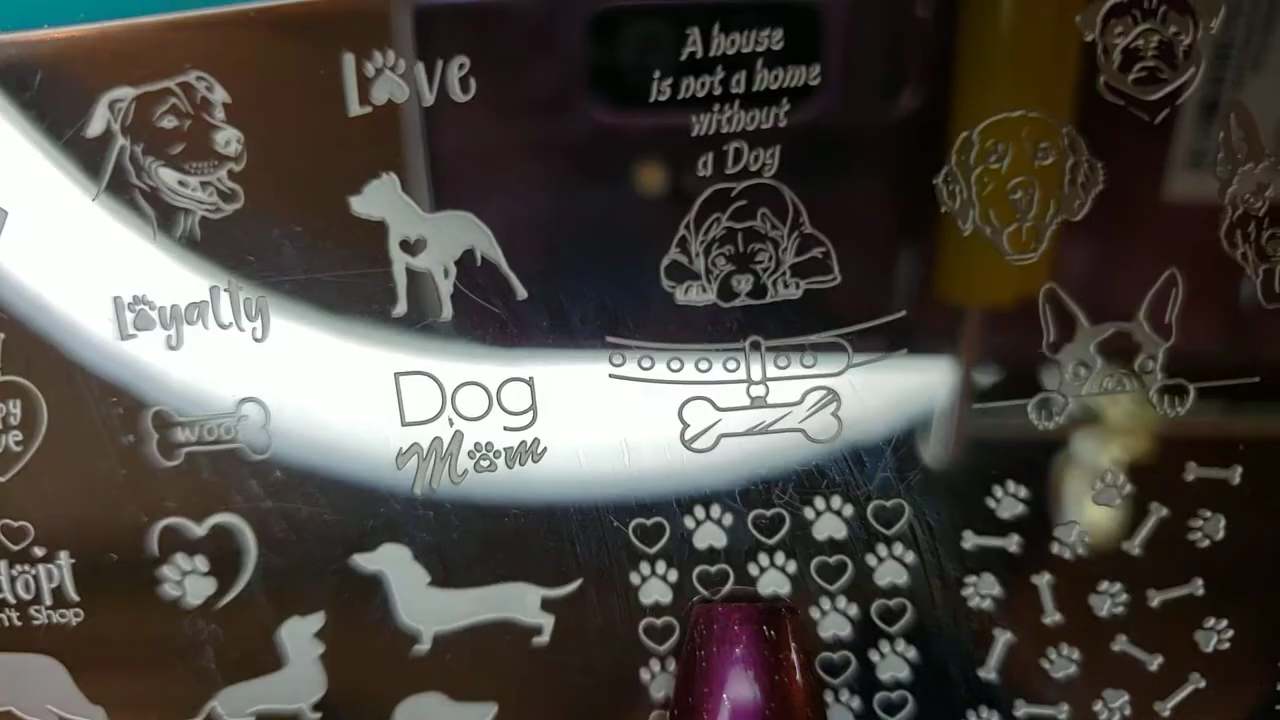 Love
A house
is not a home
without
a Dog
Loyalty
Dog
Mom
woof